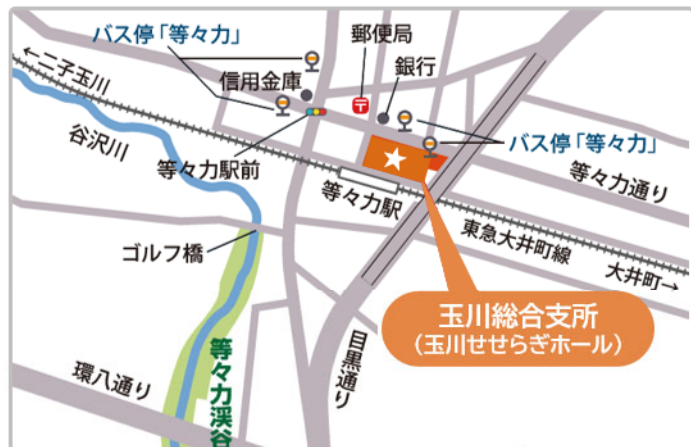 バス停「等々力」
郵便局
←二子玉川
信用金庫
銀行
谷沢川
等々力駅前
バス停「等々力」
等々力駅
等々力通り
ゴルフ橋
東急大井町線
大井町→
玉川総合支所
(玉川せせらぎホール)
等々力渓谷
目黒通り
環八通り